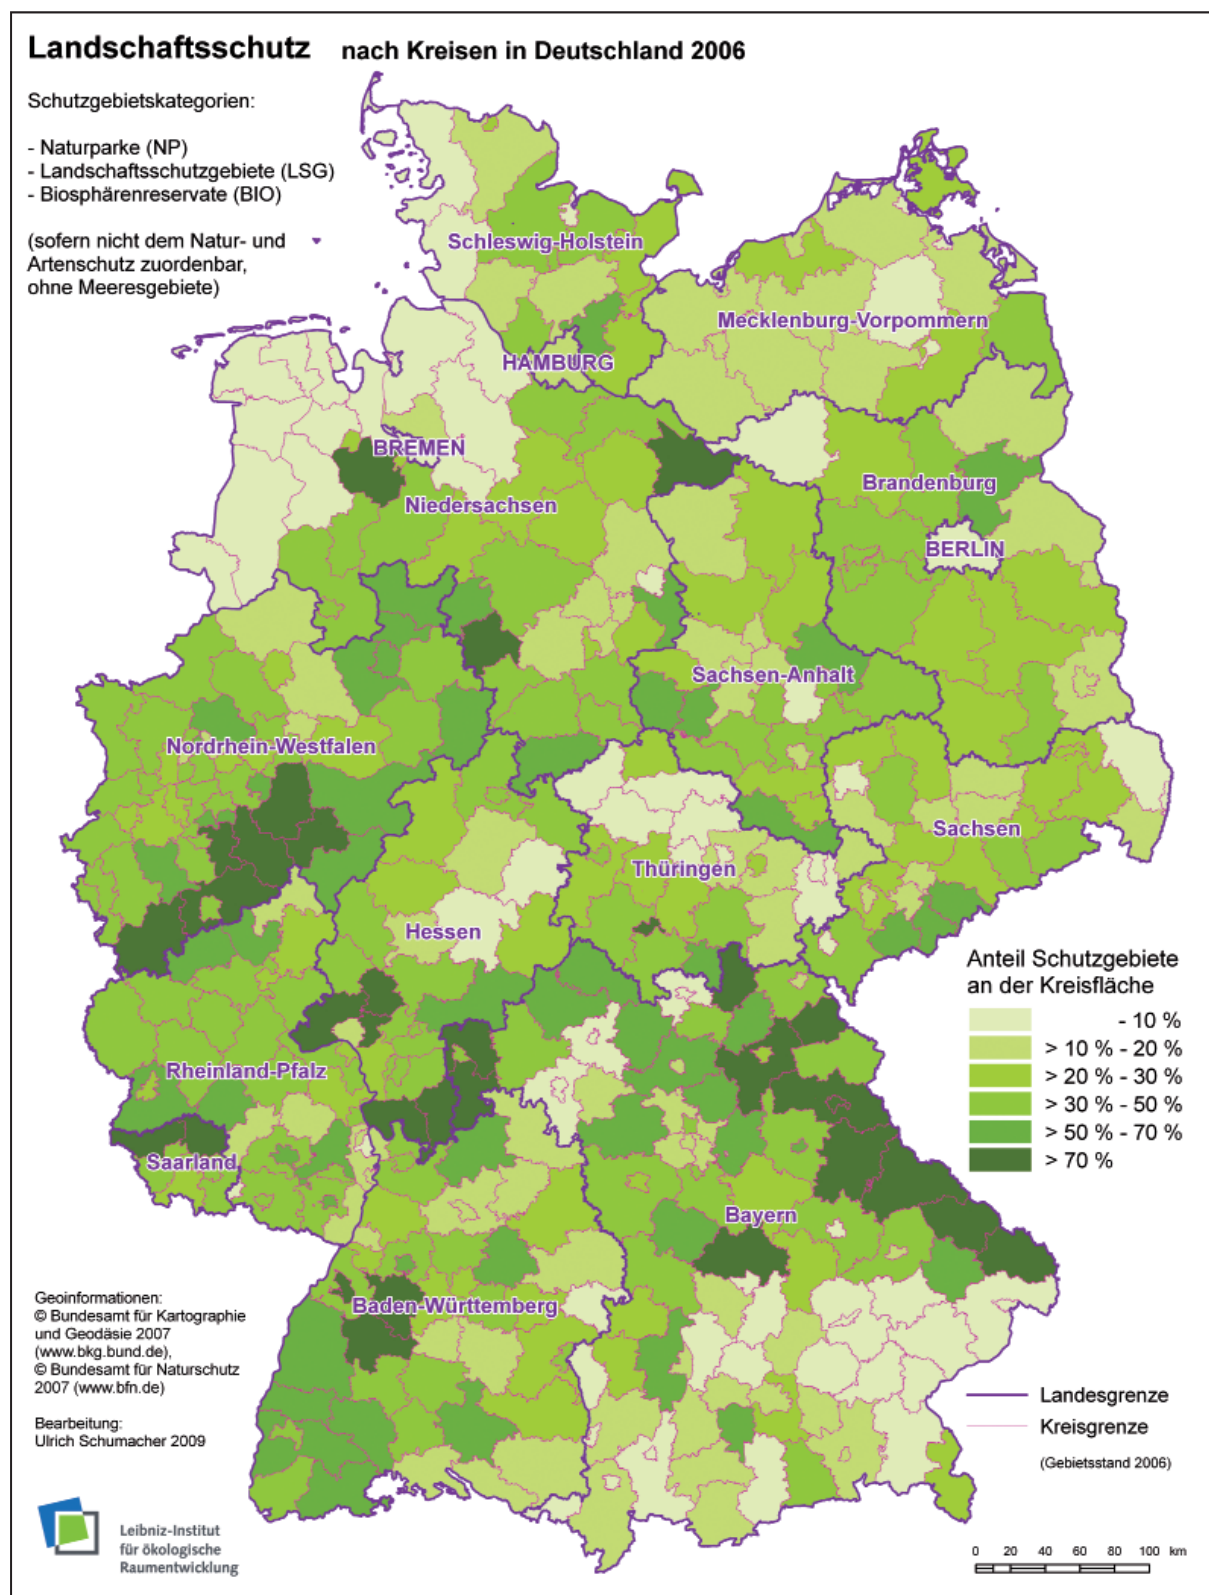 Landschaftsschutz nach Kreisen in Deutschland 2006
Schutzgebietskategorien:
- Naturparke (NP)
- Landschaftsschutzgebiete (LSG)
- Biosphärenreservate (BIO)
(sofern nicht dem Natur- und
Artenschutz zuordenbar,
ohne Meeresgebiete)
Schleswig-Holstein
Mecklenburg-Vorpommern
HAMBURG
BREMEN
Brandenburg
Niedersachsen
BERLIN
Sachsen-Anhalt
Nordrhein-Westfalen
Sachsen
Thüringen
Hessen
Rheinland-Pfalz
Saarland
Bayern
Baden-Württemberg
Anteil Schutzgebiete
an der Kreisfläche
- 10 %
> 10 % - 20 %
> 20 % - 30 %
> 30 % - 50 %
> 50 % - 70 %
> 70 %
Geoinformationen:
© Bundesamt für Kartographie
und Geodäsie 2007
(www.bkg.bund.de),
© Bundesamt für Naturschutz
2007 (www.bfn.de)
Bearbeitung:
Ulrich Schumacher 2009
Landesgrenze
Kreisgrenze
(Gebietsstand 2006)
Leibniz-Institut
für ökologische
Raumentwicklung
0 20 40 60 80 100 km